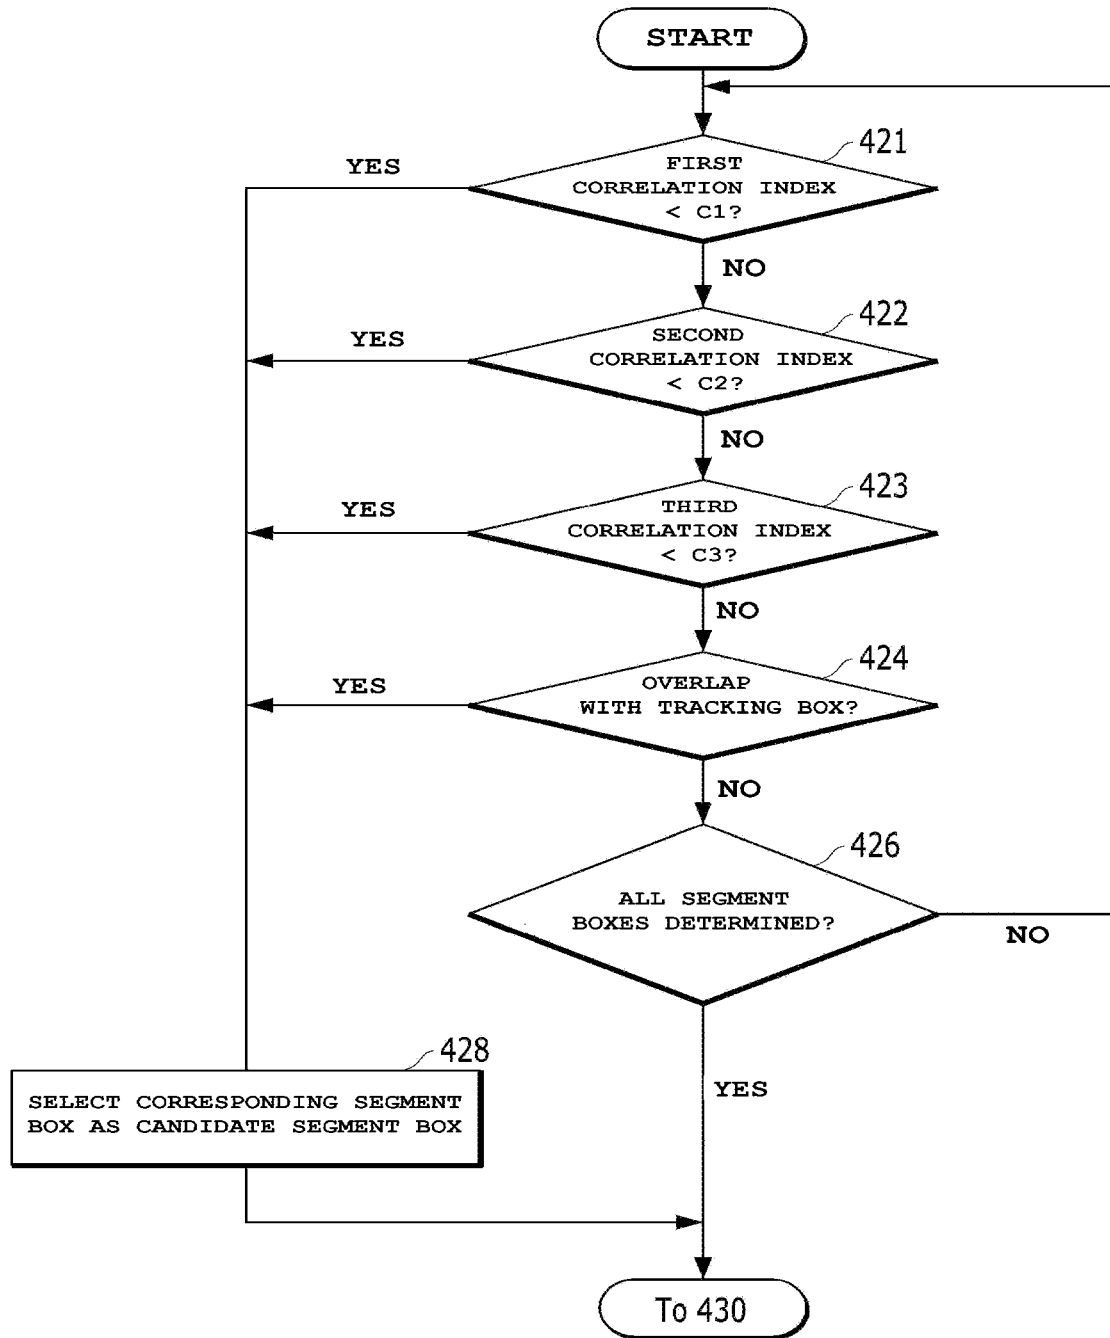 START
421
YES
FIRST
CORRELATION INDEX
< C1?
NO
422
YES
SECOND
CORRELATION INDEX
< C2?
NO
423
YES
THIRD
CORRELATION INDEX
< C3?
NO
424
YES
OVERLAP
WITH TRACKING BOX?
NO
426
ALL SEGMENT
BOXES DETERMINED?
NO
428
YES
SELECT CORRESPONDING SEGMENT
BOX AS CANDIDATE SEGMENT BOX
To 430